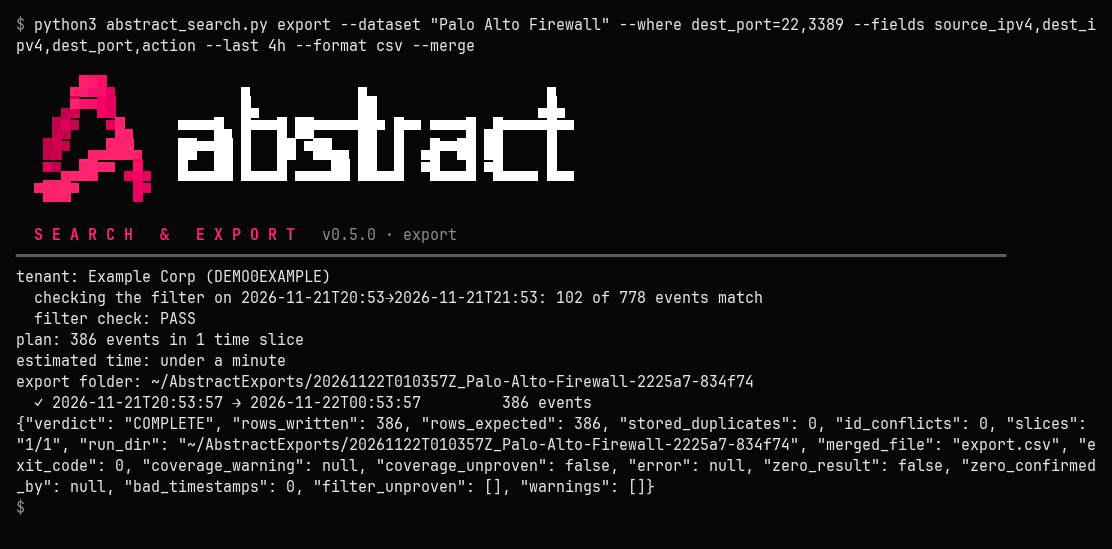 $ python3 abstract_search.py export --dataset "Palo Alto Firewall" --where dest_port=22,3389 --fields source_ipv4,dest_i
pv4,dest_port,action --last 4h --format csv --merge
abstract
SEARCH & EXPORT v0.5.0 · export
tenant: Example Corp (DEMO0EXAMPLE)
checking the filter on 2026-11-21T20:53→2026-11-21T21:53: 102 of 778 events match
filter check: PASS
plan: 386 events in 1 time slice
estimated time: under a minute
export folder: ~/AbstractExports/20261122T010357Z_Palo-Alto-Firewall-2225a7-834f74
✓ 2026-11-21T20:53:57 → 2026-11-22T00:53:57 386 events
{"verdict": "COMPLETE", "rows_written": 386, "rows_expected": 386, "stored_duplicates": 0, "id_conflicts": 0, "slices":
"1/1", "run_dir": "~/AbstractExports/20261122T010357Z_Palo-Alto-Firewall-2225a7-834f74", "merged_file": "export.csv", "e
xit_code": 0, "coverage_warning": null, "coverage_unproven": false, "error": null, "zero_result": false, "zero_confirmed
_by": null, "bad_timestamps": 0, "filter_unproven": [], "warnings": []}
$